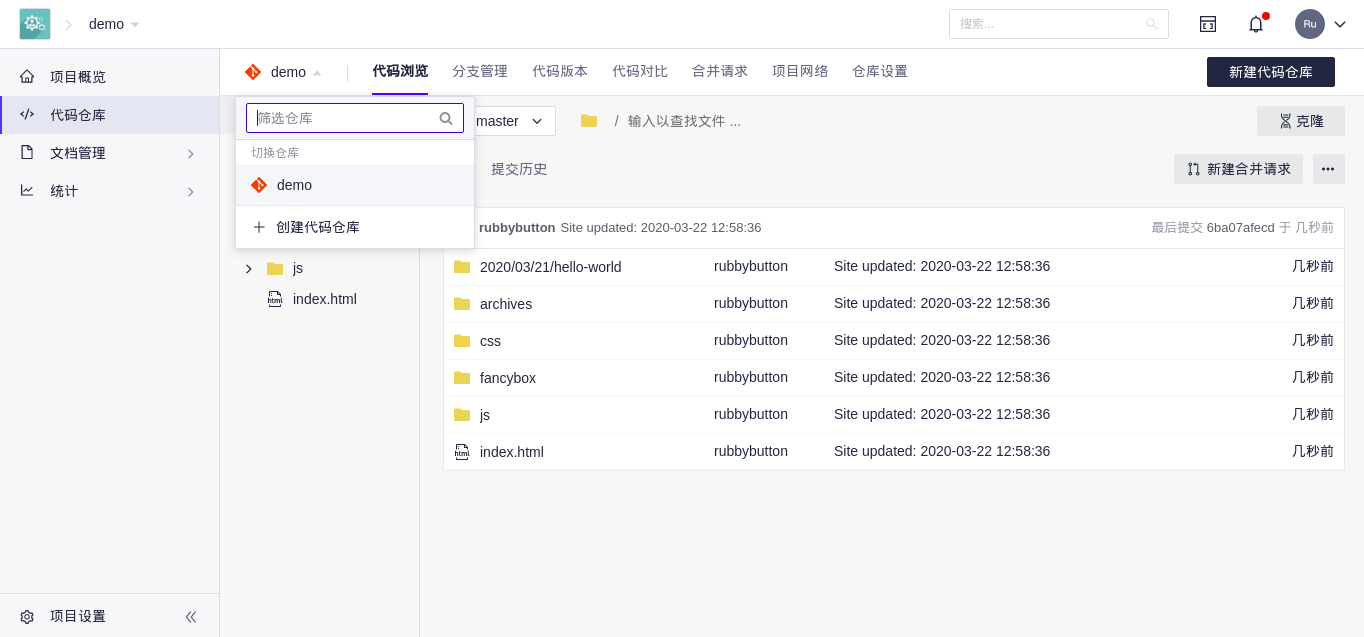 demo
搜索...
Ru
项目概览
代码仓库
文档管理
统计
项目设置
demo
代码浏览 分支管理 代码版本 代码对比 合并请求 项目网络 仓库设置
新建代码仓库
筛选仓库
切换仓库
demo
创建代码仓库
js
index.html
master
/ 输入以查找文件 ...
克隆
提交历史
新建合并请求
rubbybutton Site updated: 2020-03-22 12:58:36 最后提交 6ba07afecd 于 几秒前
2020/03/21/hello-world rubbybutton Site updated: 2020-03-22 12:58:36 几秒前
archives rubbybutton Site updated: 2020-03-22 12:58:36 几秒前
css rubbybutton Site updated: 2020-03-22 12:58:36 几秒前
fancybox rubbybutton Site updated: 2020-03-22 12:58:36 几秒前
js rubbybutton Site updated: 2020-03-22 12:58:36 几秒前
index.html rubbybutton Site updated: 2020-03-22 12:58:36 几秒前